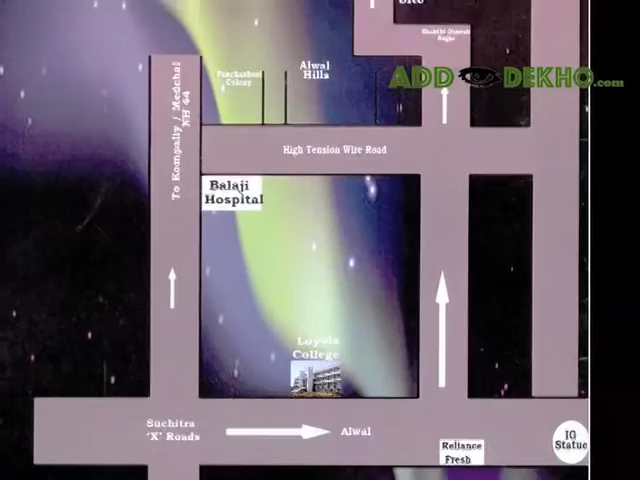 Site
Alwal
Hills
Colony
ADD DEKHO.com
To Kompally / Medchal
NH 44
High Tension Wire Road
Balaji
Hospital
Loyola
College
Suchitra
'X' Roads
Alwal
Reliance
Fresh
IG
Statue